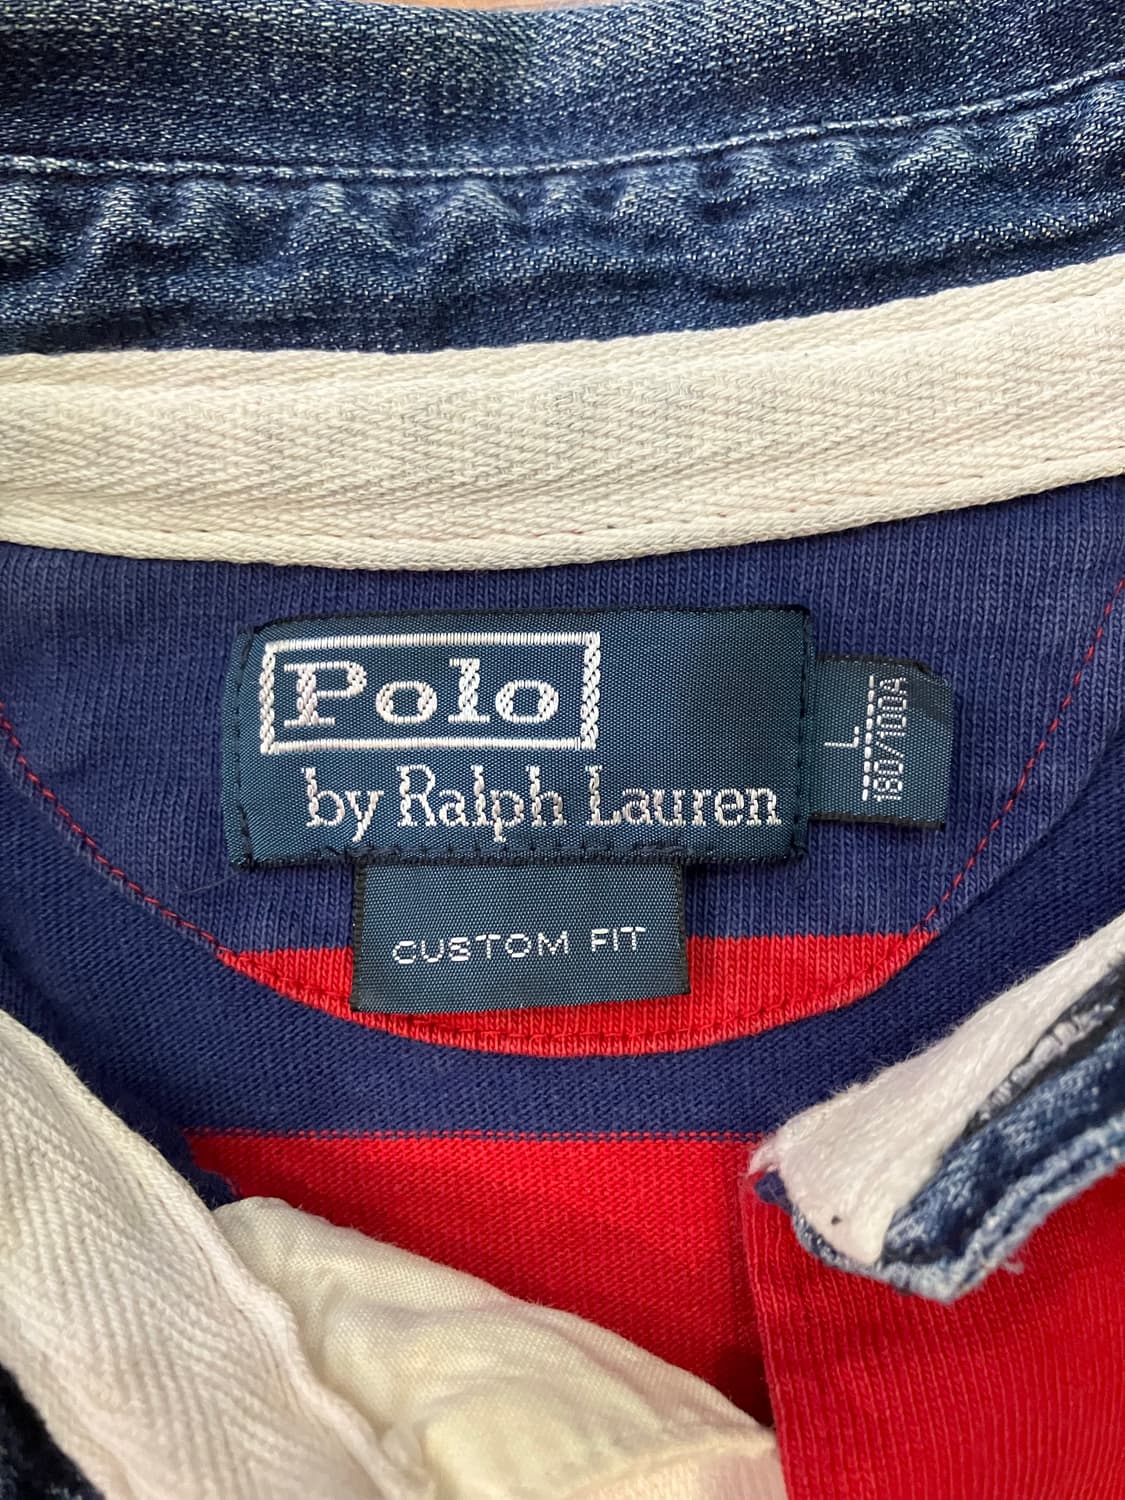 Polo
by Ralph Lauren
L
180/100A
CUSTOM FIT